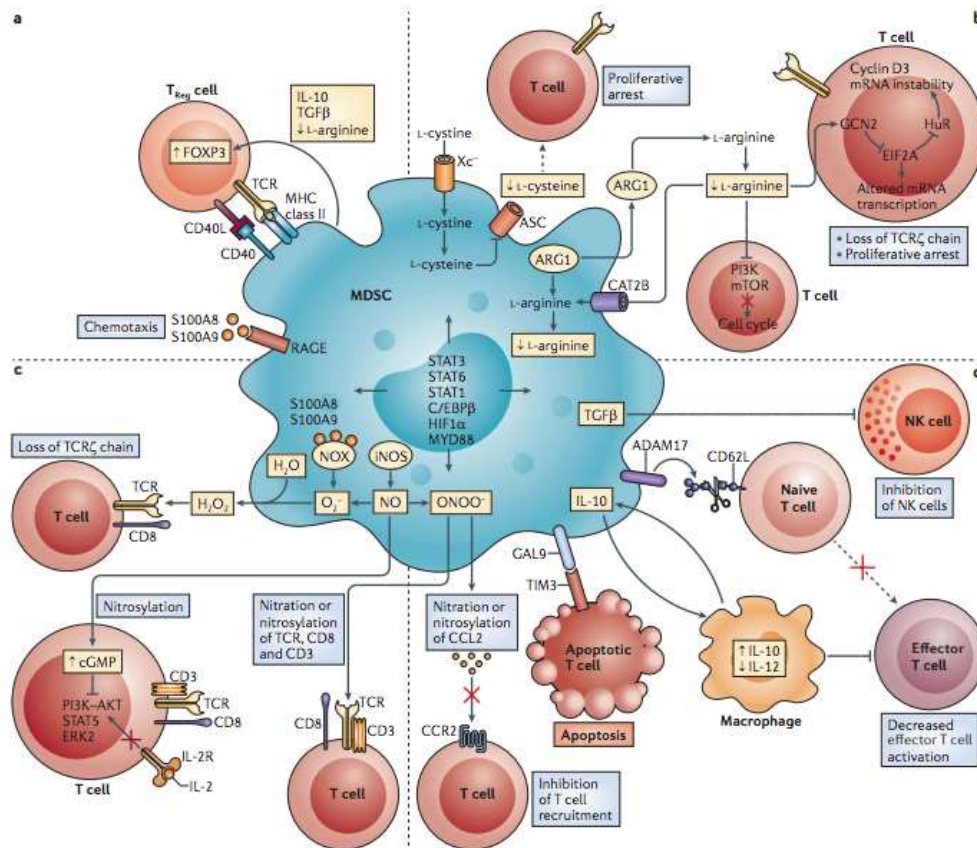 a
T Reg cell
IL-10
TGFβ
↓ L-arginine
↑ FOXP3
TCR
MHC
class II
CD40L
CD40
Chemotaxis
S100A8
S100A9
RAGE
MDSC
b
T cell
Proliferative
arrest
L-cystine
Xc⁻
L-cystine
L-cysteine
↓ L-cysteine
ASC
ARG1
ARG1
L-arginine
↓ L-arginine
CAT2B
L-arginine
↓ L-arginine
T cell
Cyclin D3
mRNA instability
GCN2
HuR
EIF2A
Altered mRNA
transcription
• Loss of TCRζ chain
• Proliferative arrest
PI3K
mTOR
Cell cycle
T cell
STAT3
STAT6
STAT1
C/EBPβ
HIF1α
MYD88
c
S100A8
S100A9
NOX
iNOS
H₂O
O₂⁻
NO
ONOO⁻
H₂O₂
Loss of TCRζ chain
TCR
T cell
CD8
Nitrosylation
↑ cGMP
PI3K–AKT
STAT5
ERK2
CD3
TCR
CD8
IL-2R
IL-2
T cell
Nitration or
nitrosylation
of TCR, CD8
and CD3
CD8
TCR
CD3
T cell
Nitration or
nitrosylation
of CCL2
CCR2
T cell
Inhibition
of T cell
recruitment
d
TGFβ
NK cell
Inhibition
of NK cells
ADAM17
CD62L
Naive
T cell
IL-10
GAL9
TIM3
Apoptotic
T cell
Apoptosis
↑ IL-10
↓ IL-12
Macrophage
Effector
T cell
Decreased
effector T cell
activation